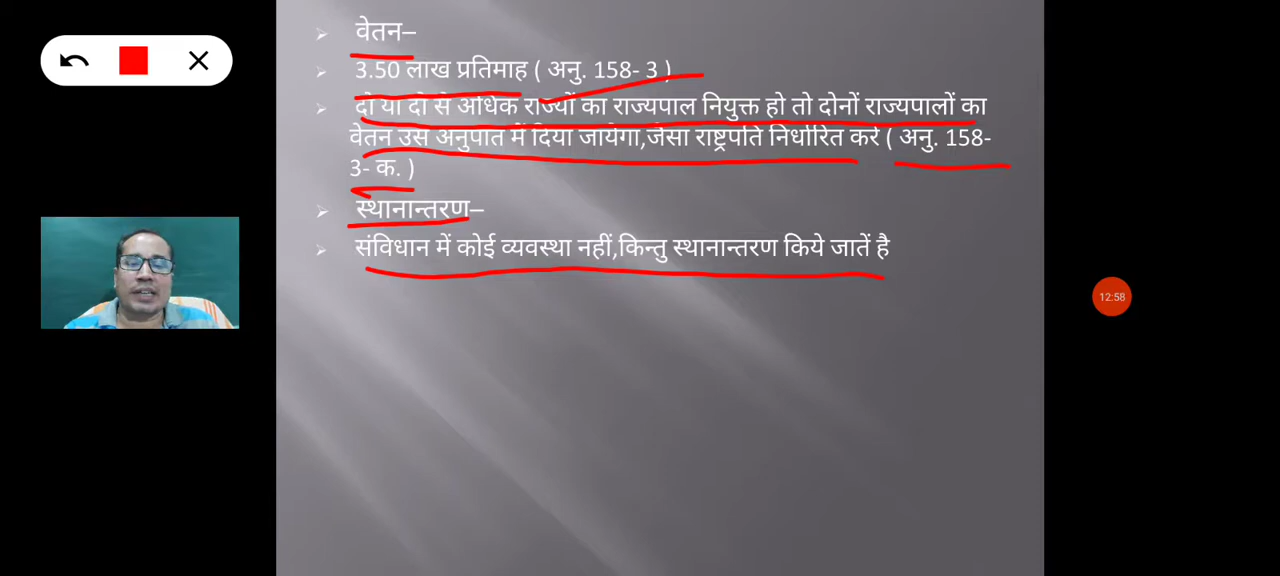 वेतन–
3.50 लाख प्रतिमाह ( अनु. 158- 3 )
दो या दो से अधिक राज्यों का राज्यपाल नियुक्त हो तो दोनों राज्यपालों का
वेतन उस अनुपात में दिया जायेगा,जैसा राष्ट्रपति निर्धारित करे ( अनु. 158-
3- क. )
स्थानान्तरण–
संविधान में कोई व्यवस्था नहीं,किन्तु स्थानान्तरण किये जातें है
12:58